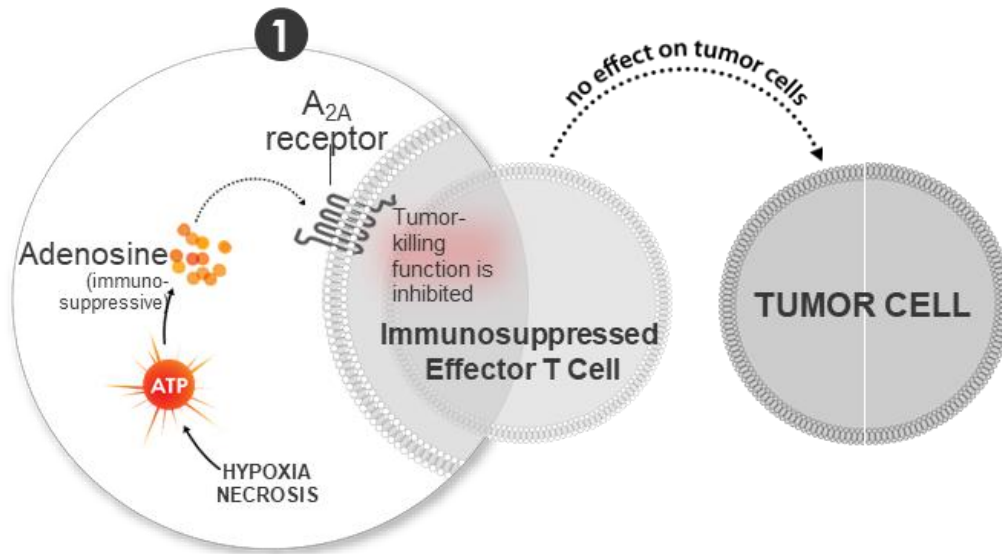 1
A2A
receptor
no effect on tumor cells
Adenosine
(immuno-
suppressive)
Tumor-
killing
function is
inhibited
Immunosuppressed
Effector T Cell
TUMOR CELL
ATP
HYPOXIA
NECROSIS